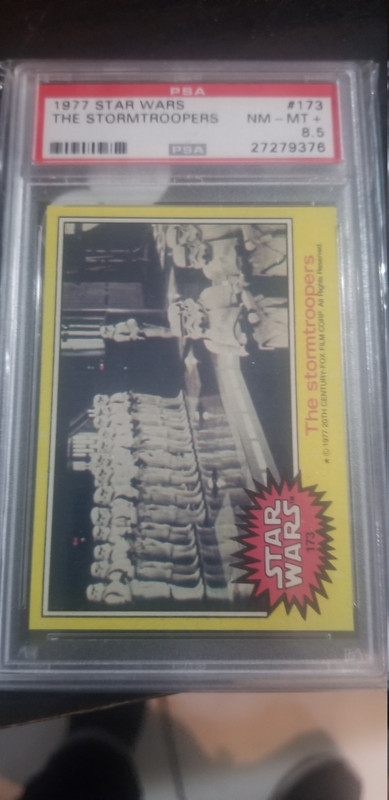 PSA
1977 STAR WARS #173
THE STORMTROOPERS NM - MT +
8.5
PSA 27279376
The stormtroopers
★ © 1977 20TH CENTURY-FOX FILM CORP. All Rights Reserved
STAR
WARS
173